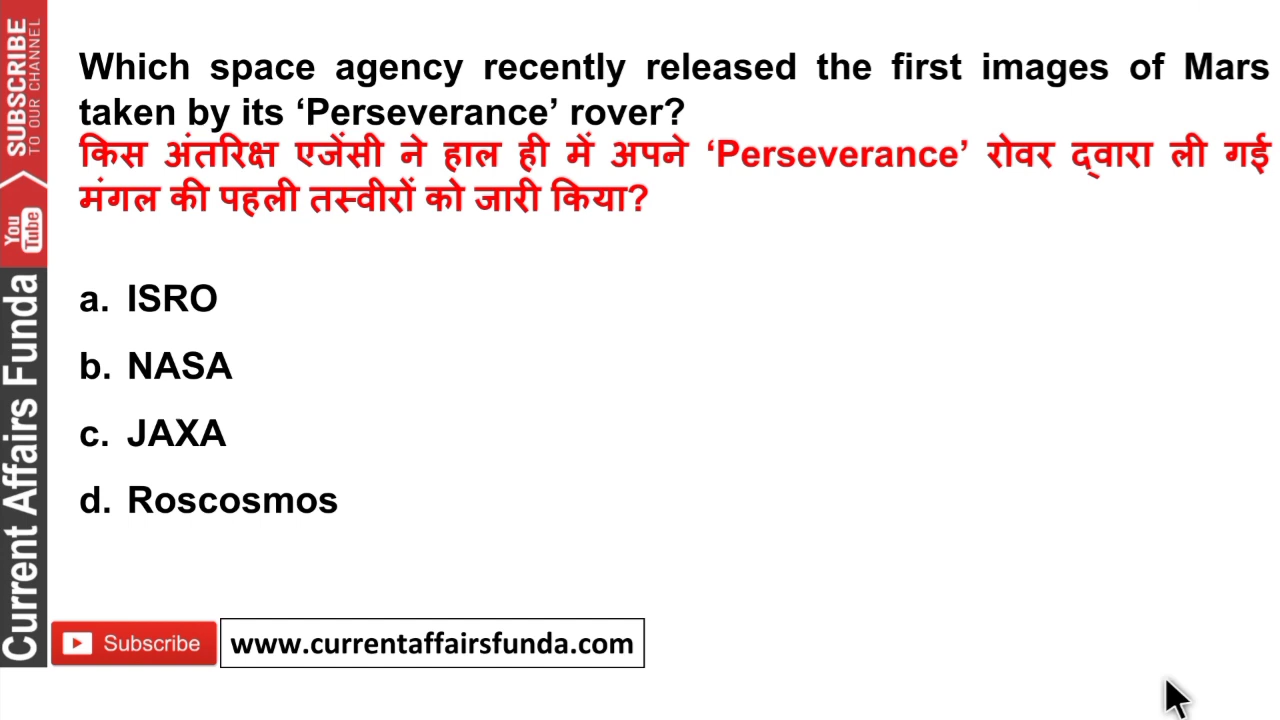 SUBSCRIBE
TO OUR CHANNEL
You Tube
Current Affairs Funda
Which space agency recently released the first images of Mars
taken by its ‘Perseverance’ rover?
किस अंतरिक्ष एजेंसी ने हाल ही में अपने ‘Perseverance’ रोवर द्वारा ली गई
मंगल की पहली तस्वीरों को जारी किया?
a. ISRO
b. NASA
c. JAXA
d. Roscosmos
Subscribe
www.currentaffairsfunda.com